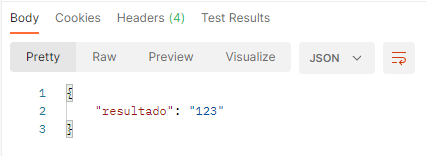 Body Cookies Headers (4) Test Results
Pretty Raw Preview Visualize JSON
1 {
2 "resultado": "123"
3 }